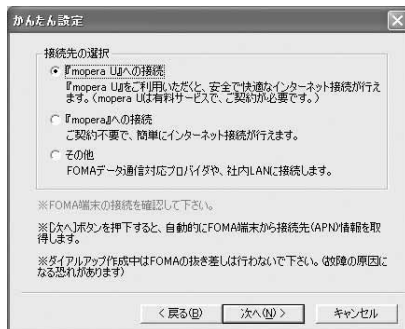 かんたん設定
接続先の選択
『mopera U』への接続
『mopera U』をご利用いただくと、安全で快適なインターネット接続が行え
ます。(mopera Uは有料サービスで、ご契約が必要です。)
『mopera』への接続
ご契約不要で、簡単にインターネット接続が行えます。
その他
FOMAデータ通信対応プロバイダや、社内LANに接続します。
※FOMA端末の接続を確認して下さい。
※[次へ]ボタンを押下すると、自動的にFOMA端末から接続先(APN)情報を取
得します。
※ダイアルアップ作成中はFOMAの抜き差しは行わないで下さい。(故障の原因に
なる恐れがあります)
< 戻る(B)
次へ(N) >
キャンセル